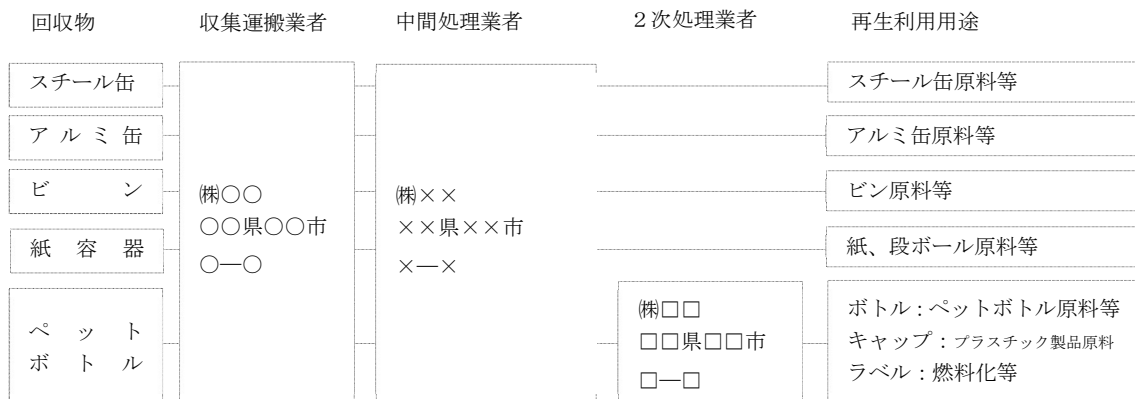 回収物 収集運搬業者 中間処理業者 2次処理業者 再生利用用途
スチール缶 スチール缶原料等
アルミ缶 アルミ缶原料等
ビン ㈱○○ ㈱×× ビン原料等
○○県○○市 ××県××市
紙容器 ○―○ ×―× 紙、段ボール原料等
㈱□□ ボトル：ペットボトル原料等
ペット □□県□□市 キャップ：プラスチック製品原料
ボトル □―□ ラベル：燃料化等